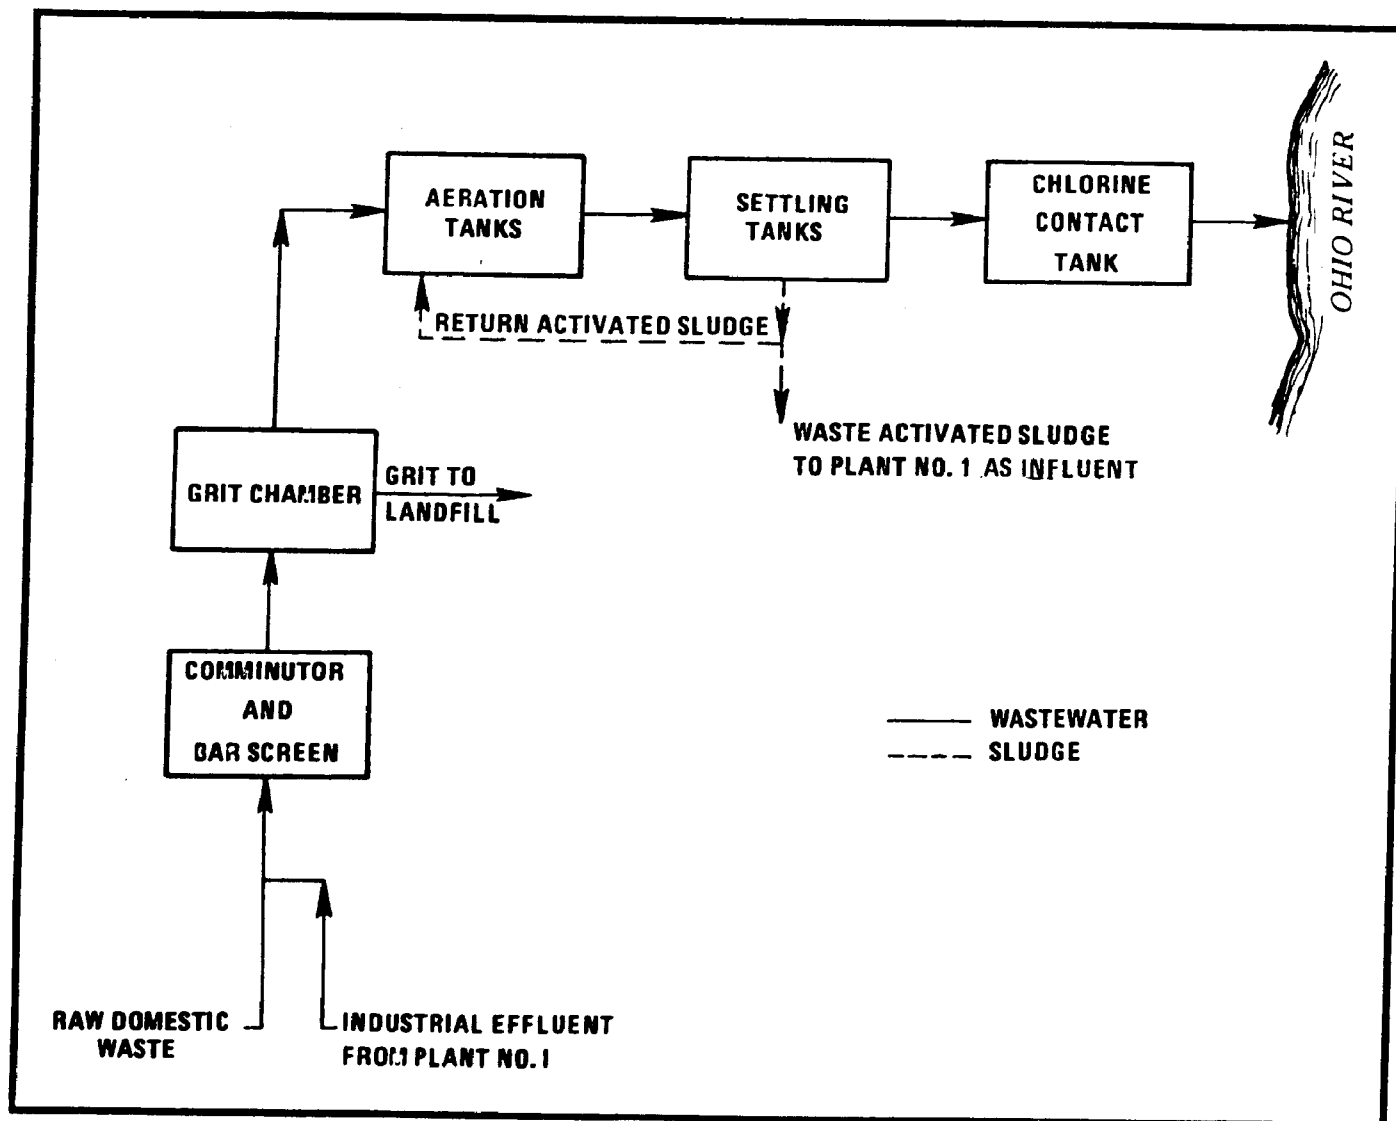 AERATION
TANKS
SETTLING
TANKS
CHLORINE
CONTACT
TANK
OHIO RIVER
RETURN ACTIVATED SLUDGE
WASTE ACTIVATED SLUDGE
TO PLANT NO. 1 AS INFLUENT
GRIT CHAMBER
GRIT TO
LANDFILL
COMMINUTOR
AND
BAR SCREEN
WASTEWATER
SLUDGE
RAW DOMESTIC
WASTE
INDUSTRIAL EFFLUENT
FROM PLANT NO. 1